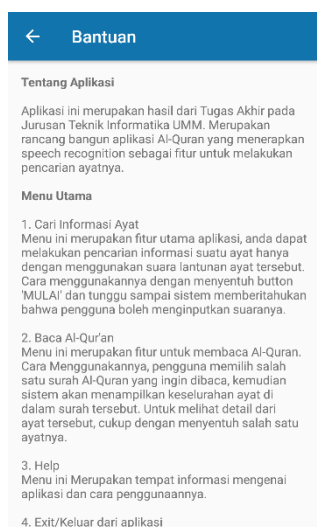 Bantuan
Tentang Aplikasi
Aplikasi ini merupakan hasil dari Tugas Akhir pada
Jurusan Teknik Informatika UMM. Merupakan
rancang bangun aplikasi Al-Quran yang menerapkan
speech recognition sebagai fitur untuk melakukan
pencarian ayatnya.
Menu Utama
1. Cari Informasi Ayat
Menu ini merupakan fitur utama aplikasi, anda dapat
melakukan pencarian informasi suatu ayat hanya
dengan menggunakan suara lantunan ayat tersebut.
Cara menggunakannya dengan menyentuh button
'MULAI' dan tunggu sampai sistem memberitahukan
bahwa pengguna boleh menginputkan suaranya.
2. Baca Al-Qur'an
Menu ini merupakan fitur untuk membaca Al-Quran.
Cara Menggunakannya, pengguna memilih salah
satu surah Al-Quran yang ingin dibaca, kemudian
sistem akan menampilkan keseluruhan ayat di
dalam surah tersebut. Untuk melihat detail dari
ayat tersebut, cukup dengan menyentuh salah satu
ayatnya.
3. Help
Menu ini Merupakan tempat informasi mengenai
aplikasi dan cara penggunaannya.
4. Exit/Keluar dari aplikasi